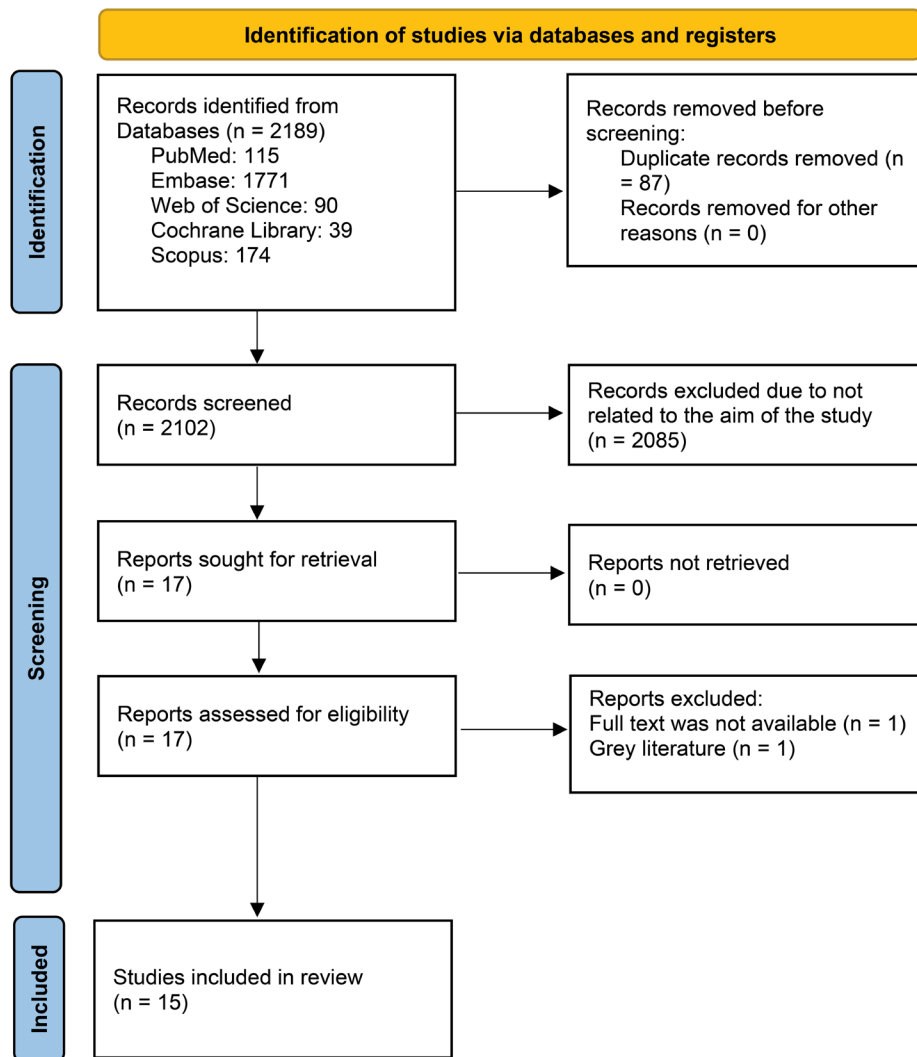 Identification of studies via databases and registers
Identification
Records identified from
Databases (n = 2189)
PubMed: 115
Embase: 1771
Web of Science: 90
Cochrane Library: 39
Scopus: 174
Records removed before
screening:
Duplicate records removed (n
= 87)
Records removed for other
reasons (n = 0)
Screening
Records screened
(n = 2102)
Records excluded due to not
related to the aim of the study
(n = 2085)
Reports sought for retrieval
(n = 17)
Reports not retrieved
(n = 0)
Reports assessed for eligibility
(n = 17)
Reports excluded:
Full text was not available (n = 1)
Grey literature (n = 1)
Included
Studies included in review
(n = 15)